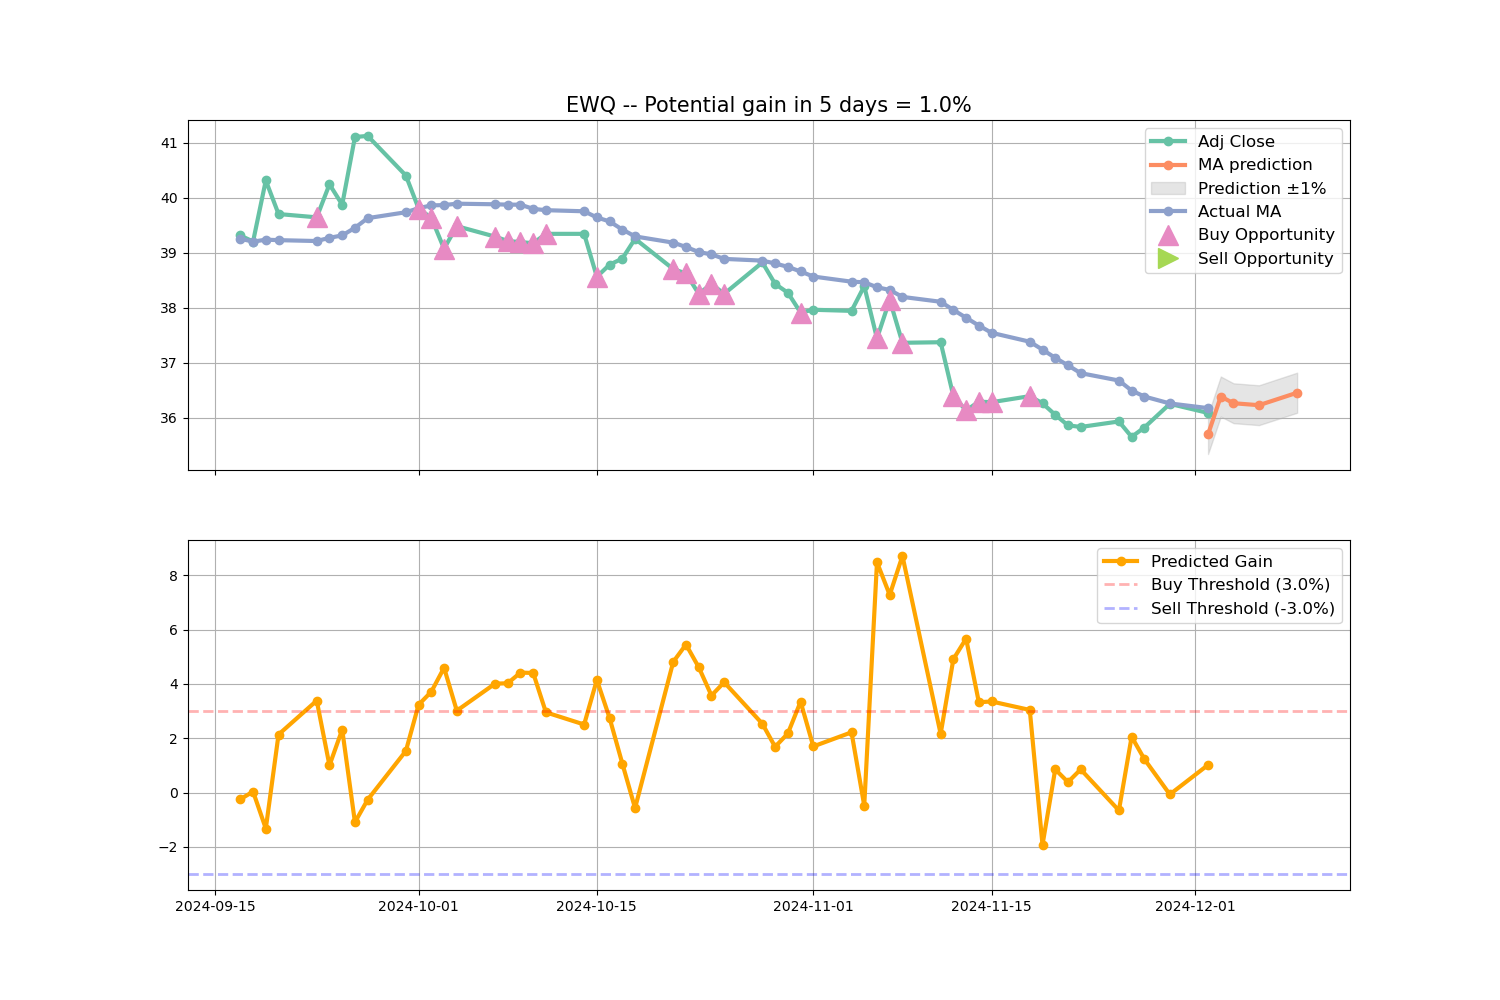 EWQ -- Potential gain in 5 days = 1.0%
41
40
39
38
37
36
Adj Close
MA prediction
Prediction ±1%
Actual MA
Buy Opportunity
Sell Opportunity
8
6
4
2
0
−2
Predicted Gain
Buy Threshold (3.0%)
Sell Threshold (-3.0%)
2024-09-15 2024-10-01 2024-10-15 2024-11-01 2024-11-15 2024-12-01